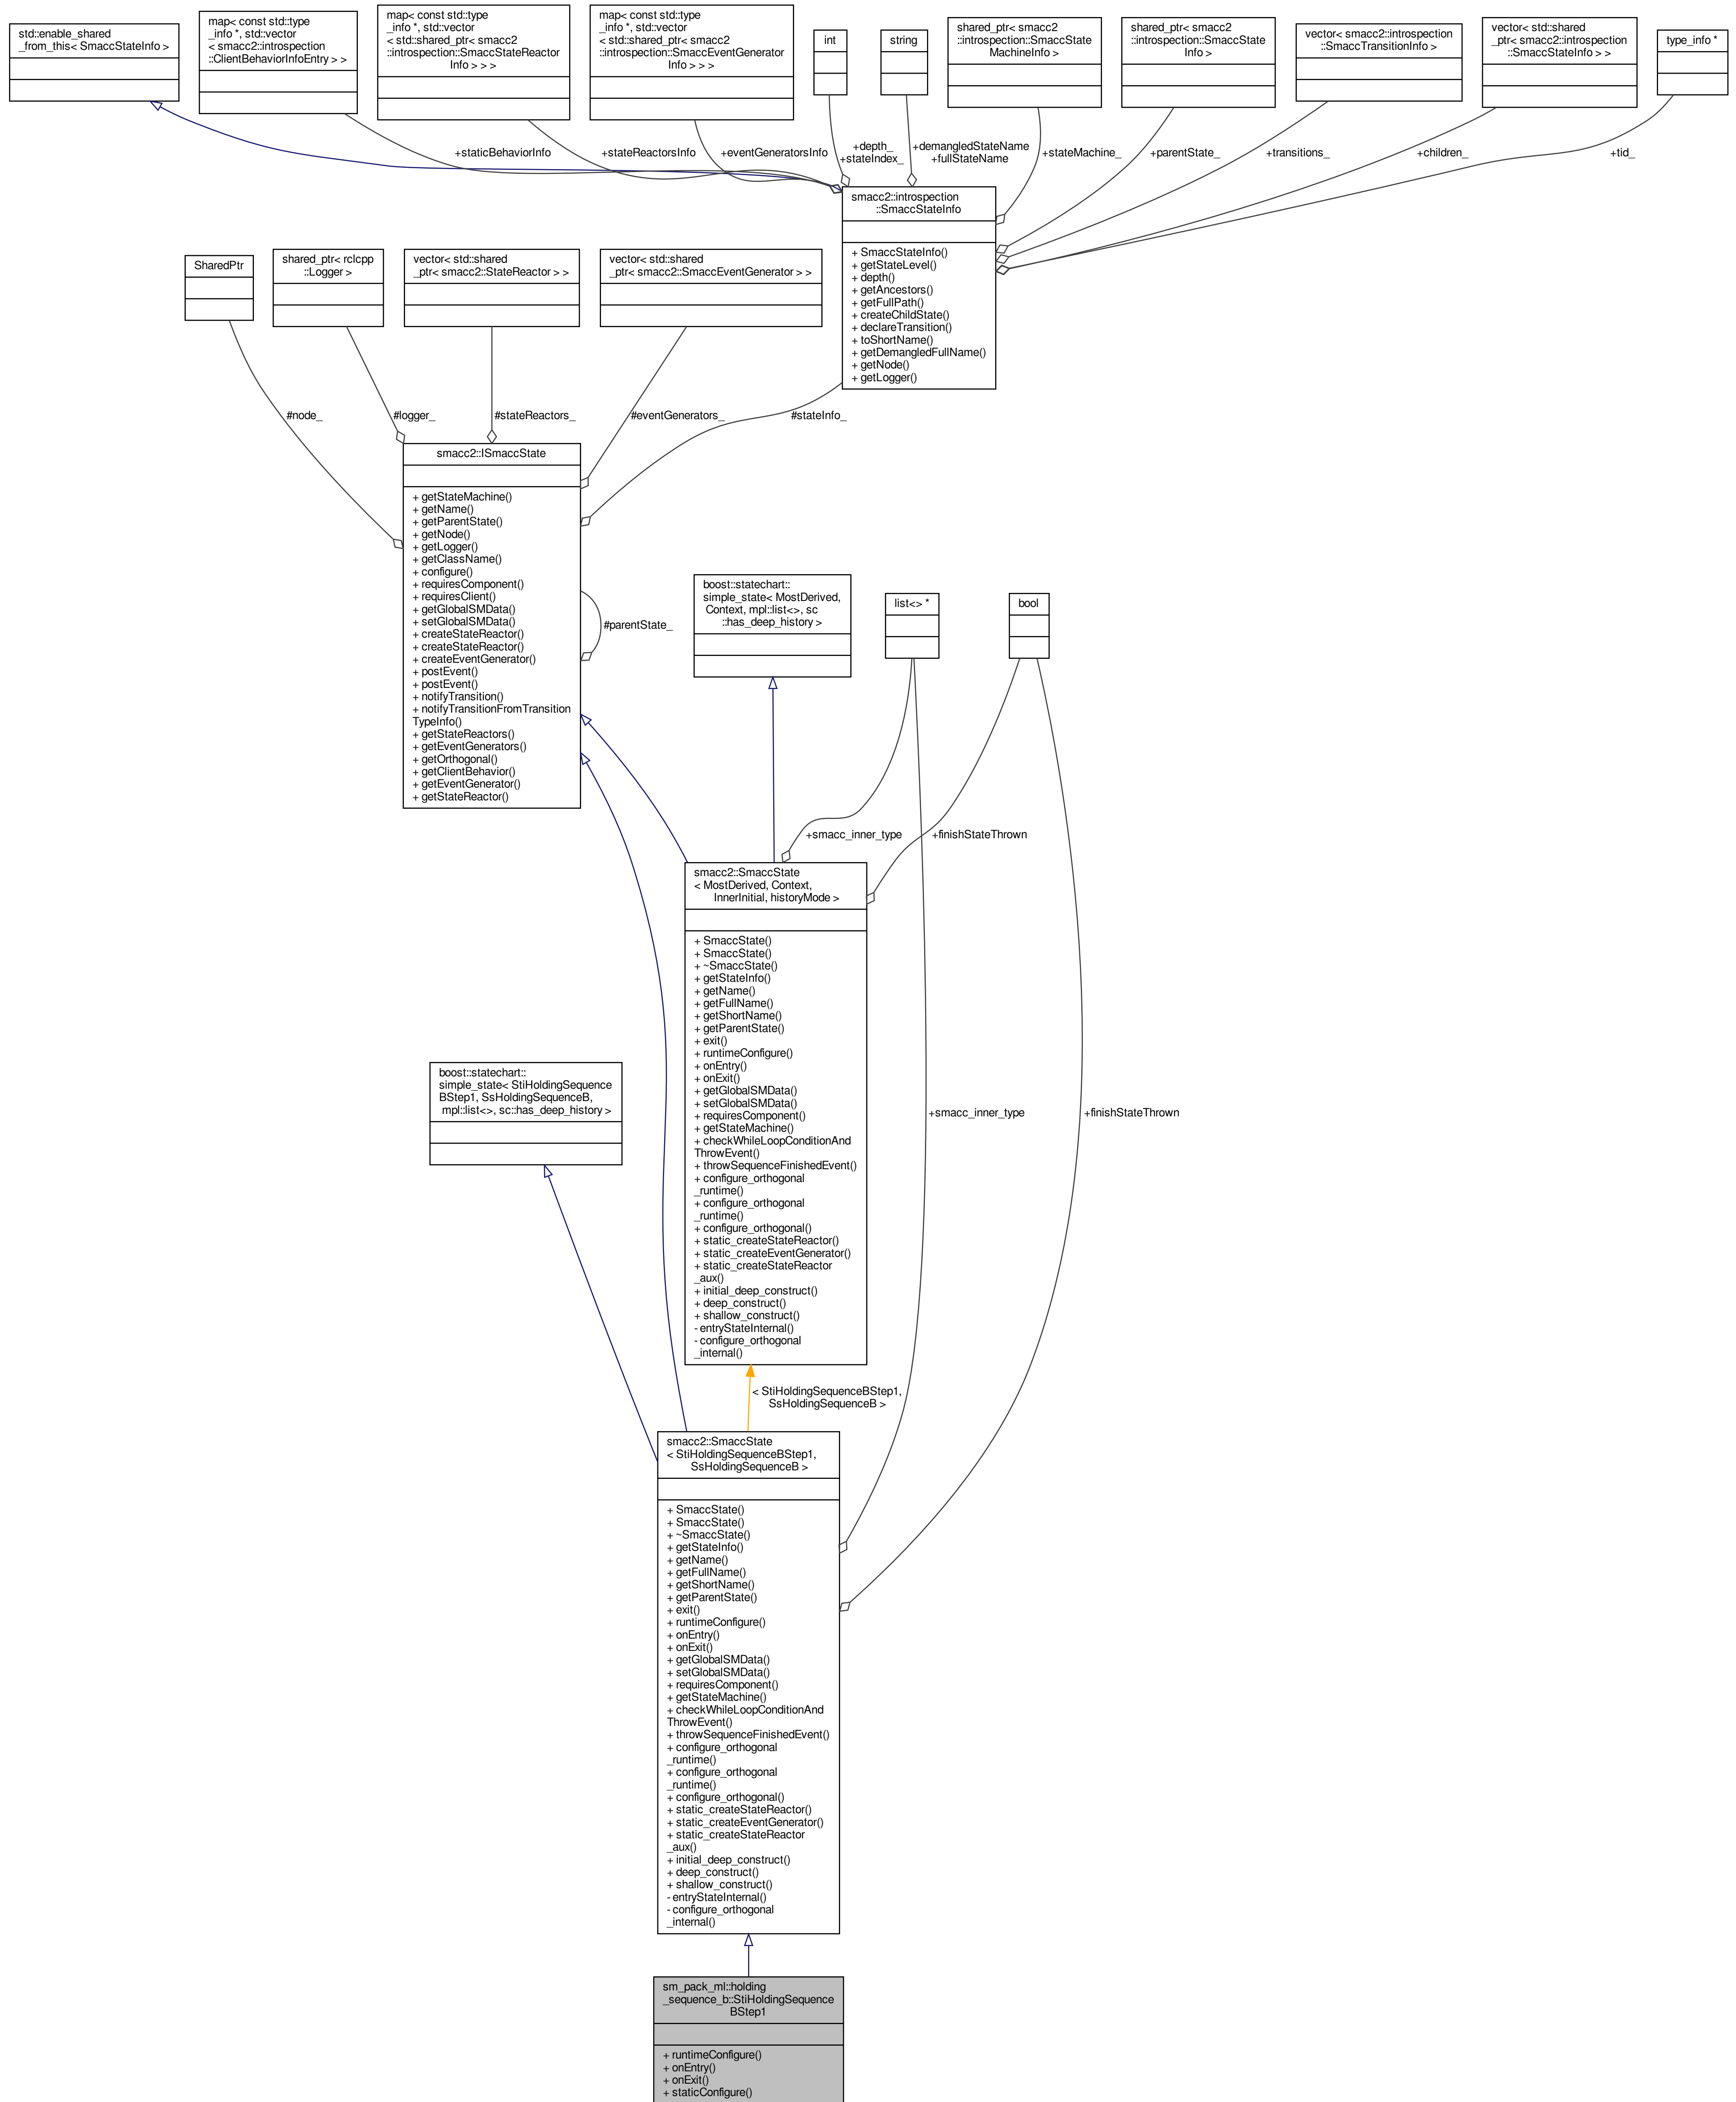 std::enable_shared
_from_this< SmaccStateInfo >
map< const std::type
_info *, std::vector
< smacc2::introspection
::ClientBehaviorInfoEntry > >
map< const std::type
_info *, std::vector
< std::shared_ptr< smacc2
::introspection::SmaccStateReactor
Info > > >
map< const std::type
_info *, std::vector
< std::shared_ptr< smacc2
::introspection::SmaccEventGenerator
Info > > >
int
string
shared_ptr< smacc2
::introspection::SmaccState
MachineInfo >
shared_ptr< smacc2
::introspection::SmaccState
Info >
vector< smacc2::introspection
::SmaccTransitionInfo >
vector< std::shared
_ptr< smacc2::introspection
::SmaccStateInfo > >
type_info *
+staticBehaviorInfo
+stateReactorsInfo
+eventGeneratorsInfo
+depth_
+stateIndex_
+demangledStateName
+fullStateName
+stateMachine_
+parentState_
+transitions_
+children_
+tid_
smacc2::introspection
::SmaccStateInfo
+ SmaccStateInfo()
+ getStateLevel()
+ depth()
+ getAncestors()
+ getFullPath()
+ createChildState()
+ declareTransition()
+ toShortName()
+ getDemangledFullName()
+ getNode()
+ getLogger()
SharedPtr
shared_ptr< rclcpp
::Logger >
vector< std::shared
_ptr< smacc2::StateReactor > >
vector< std::shared
_ptr< smacc2::SmaccEventGenerator > >
#node_
#logger_
#stateReactors_
#eventGenerators_
#stateInfo_
smacc2::ISmaccState
+ getStateMachine()
+ getName()
+ getParentState()
+ getNode()
+ getLogger()
+ getClassName()
+ configure()
+ requiresComponent()
+ requiresClient()
+ getGlobalSMData()
+ setGlobalSMData()
+ createStateReactor()
+ createStateReactor()
+ createEventGenerator()
+ postEvent()
+ postEvent()
+ notifyTransition()
+ notifyTransitionFromTransition
TypeInfo()
+ getStateReactors()
+ getEventGenerators()
+ getOrthogonal()
+ getClientBehavior()
+ getEventGenerator()
+ getStateReactor()
#parentState_
boost::statechart::
simple_state< MostDerived,
Context, mpl::list<>, sc
::has_deep_history >
list<> *
bool
+smacc_inner_type
+finishStateThrown
smacc2::SmaccState
< MostDerived, Context,
InnerInitial, historyMode >
+ SmaccState()
+ SmaccState()
+ ~SmaccState()
+ getStateInfo()
+ getName()
+ getFullName()
+ getShortName()
+ getParentState()
+ exit()
+ runtimeConfigure()
+ onEntry()
+ onExit()
+ getGlobalSMData()
+ setGlobalSMData()
+ requiresComponent()
+ getStateMachine()
+ checkWhileLoopConditionAnd
ThrowEvent()
+ throwSequenceFinishedEvent()
+ configure_orthogonal
_runtime()
+ configure_orthogonal
_runtime()
+ configure_orthogonal()
+ static_createStateReactor()
+ static_createEventGenerator()
+ static_createStateReactor
_aux()
+ initial_deep_construct()
+ deep_construct()
+ shallow_construct()
- entryStateInternal()
- configure_orthogonal
_internal()
boost::statechart::
simple_state< StiHoldingSequence
BStep1, SsHoldingSequenceB,
mpl::list<>, sc::has_deep_history >
+smacc_inner_type
+finishStateThrown
< StiHoldingSequenceBStep1,
SsHoldingSequenceB >
smacc2::SmaccState
< StiHoldingSequenceBStep1,
SsHoldingSequenceB >
+ SmaccState()
+ SmaccState()
+ ~SmaccState()
+ getStateInfo()
+ getName()
+ getFullName()
+ getShortName()
+ getParentState()
+ exit()
+ runtimeConfigure()
+ onEntry()
+ onExit()
+ getGlobalSMData()
+ setGlobalSMData()
+ requiresComponent()
+ getStateMachine()
+ checkWhileLoopConditionAnd
ThrowEvent()
+ throwSequenceFinishedEvent()
+ configure_orthogonal
_runtime()
+ configure_orthogonal
_runtime()
+ configure_orthogonal()
+ static_createStateReactor()
+ static_createEventGenerator()
+ static_createStateReactor
_aux()
+ initial_deep_construct()
+ deep_construct()
+ shallow_construct()
- entryStateInternal()
- configure_orthogonal
_internal()
sm_pack_ml::holding
_sequence_b::StiHoldingSequence
BStep1
+ runtimeConfigure()
+ onEntry()
+ onExit()
+ staticConfigure()